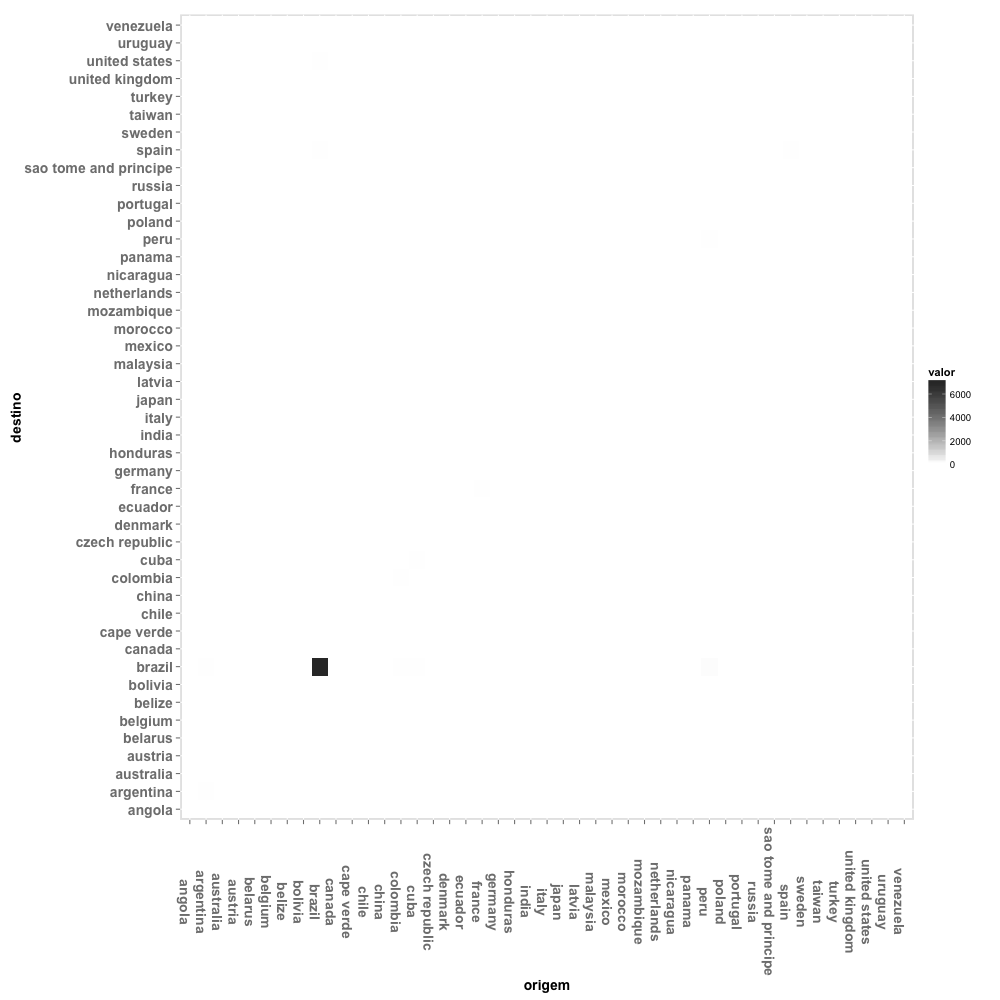 venezuela
uruguay
united states
united kingdom
turkey
taiwan
sweden
spain
sao tome and principe
russia
portugal
poland
peru
panama
nicaragua
netherlands
mozambique
morocco
mexico
malaysia
latvia
japan
italy
india
honduras
germany
france
ecuador
denmark
czech republic
cuba
colombia
china
chile
cape verde
canada
brazil
bolivia
belize
belgium
belarus
austria
australia
argentina
angola
destino
angola
argentina
australia
austria
belarus
belgium
belize
bolivia
brazil
canada
cape verde
chile
china
colombia
cuba
czech republic
denmark
ecuador
france
germany
honduras
india
italy
japan
latvia
malaysia
mexico
morocco
mozambique
netherlands
nicaragua
panama
peru
poland
portugal
russia
sao tome and principe
spain
sweden
taiwan
turkey
united kingdom
united states
uruguay
venezuela
origem
valor
6000
4000
2000
0